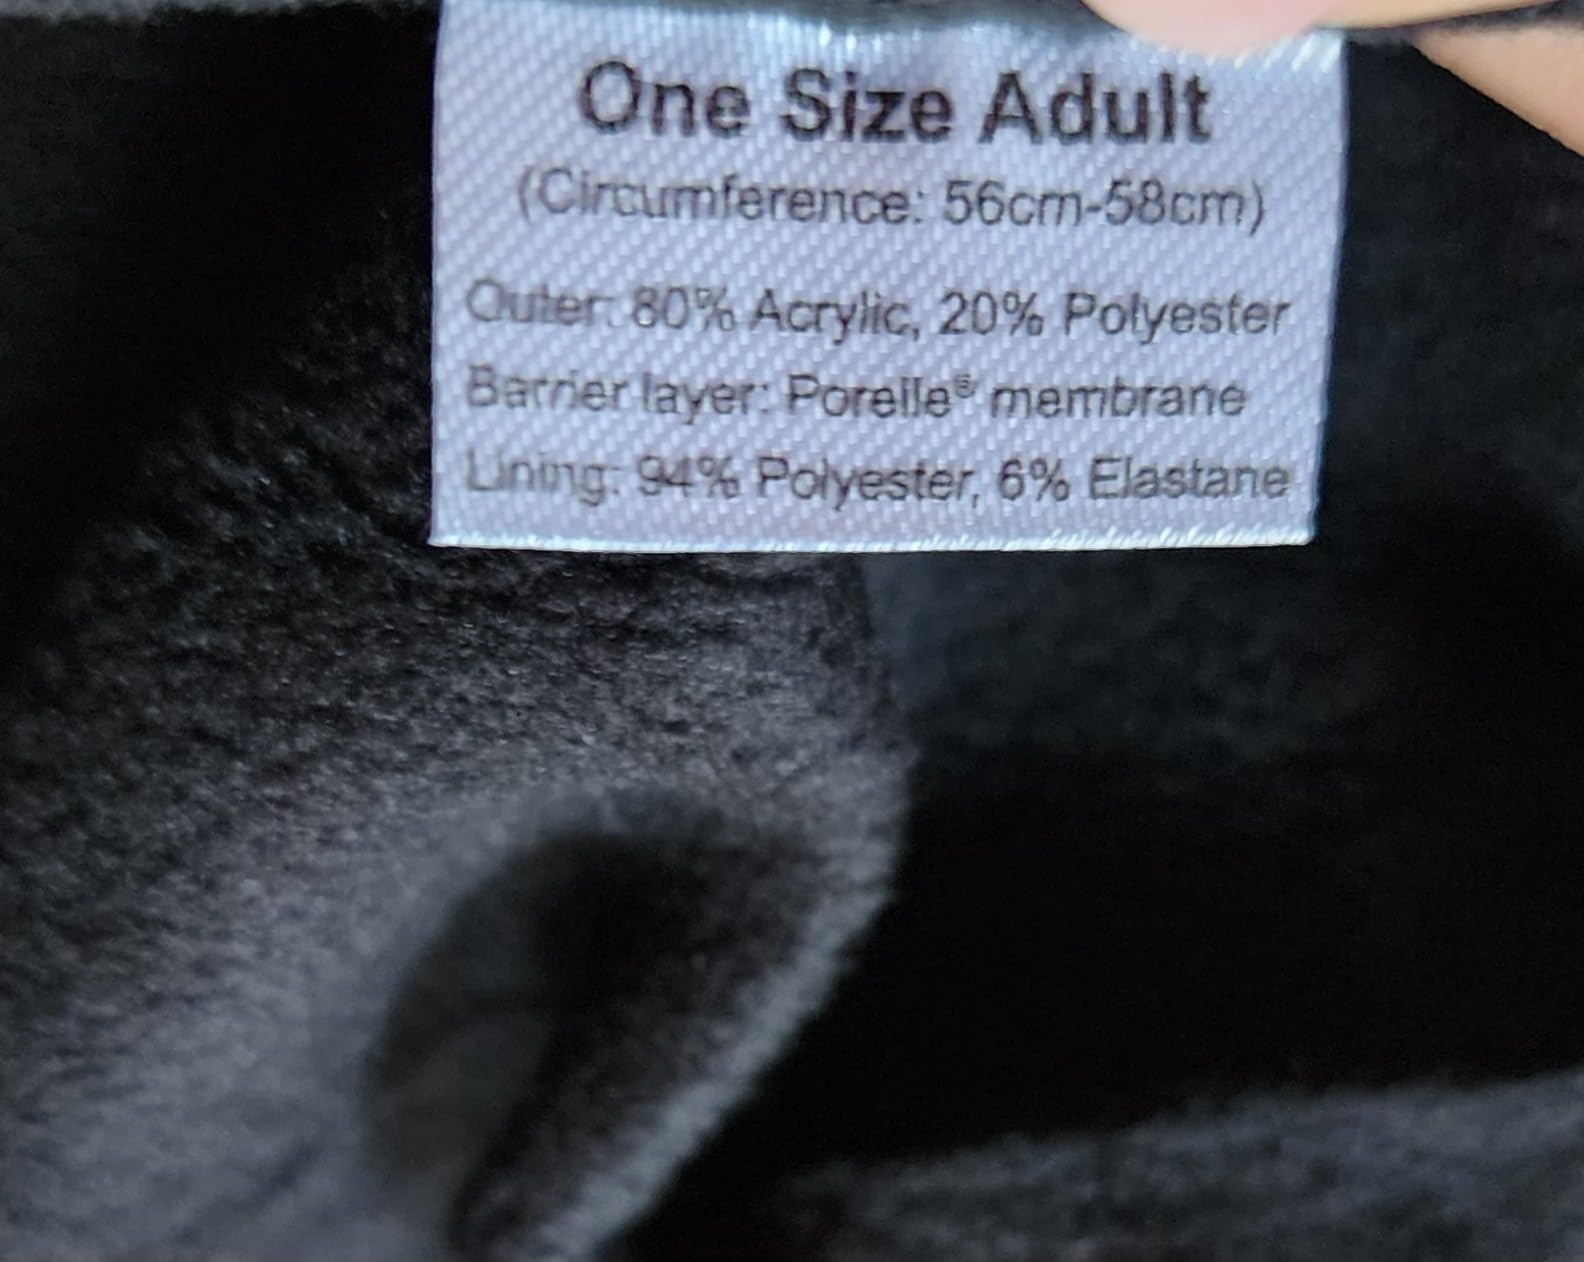 One Size Adult
(Circumference: 56cm-58cm)
Outer: 80% Acrylic, 20% Polyester
Barrier layer: Porelle® membrane
Lining: 94% Polyester, 6% Elastane